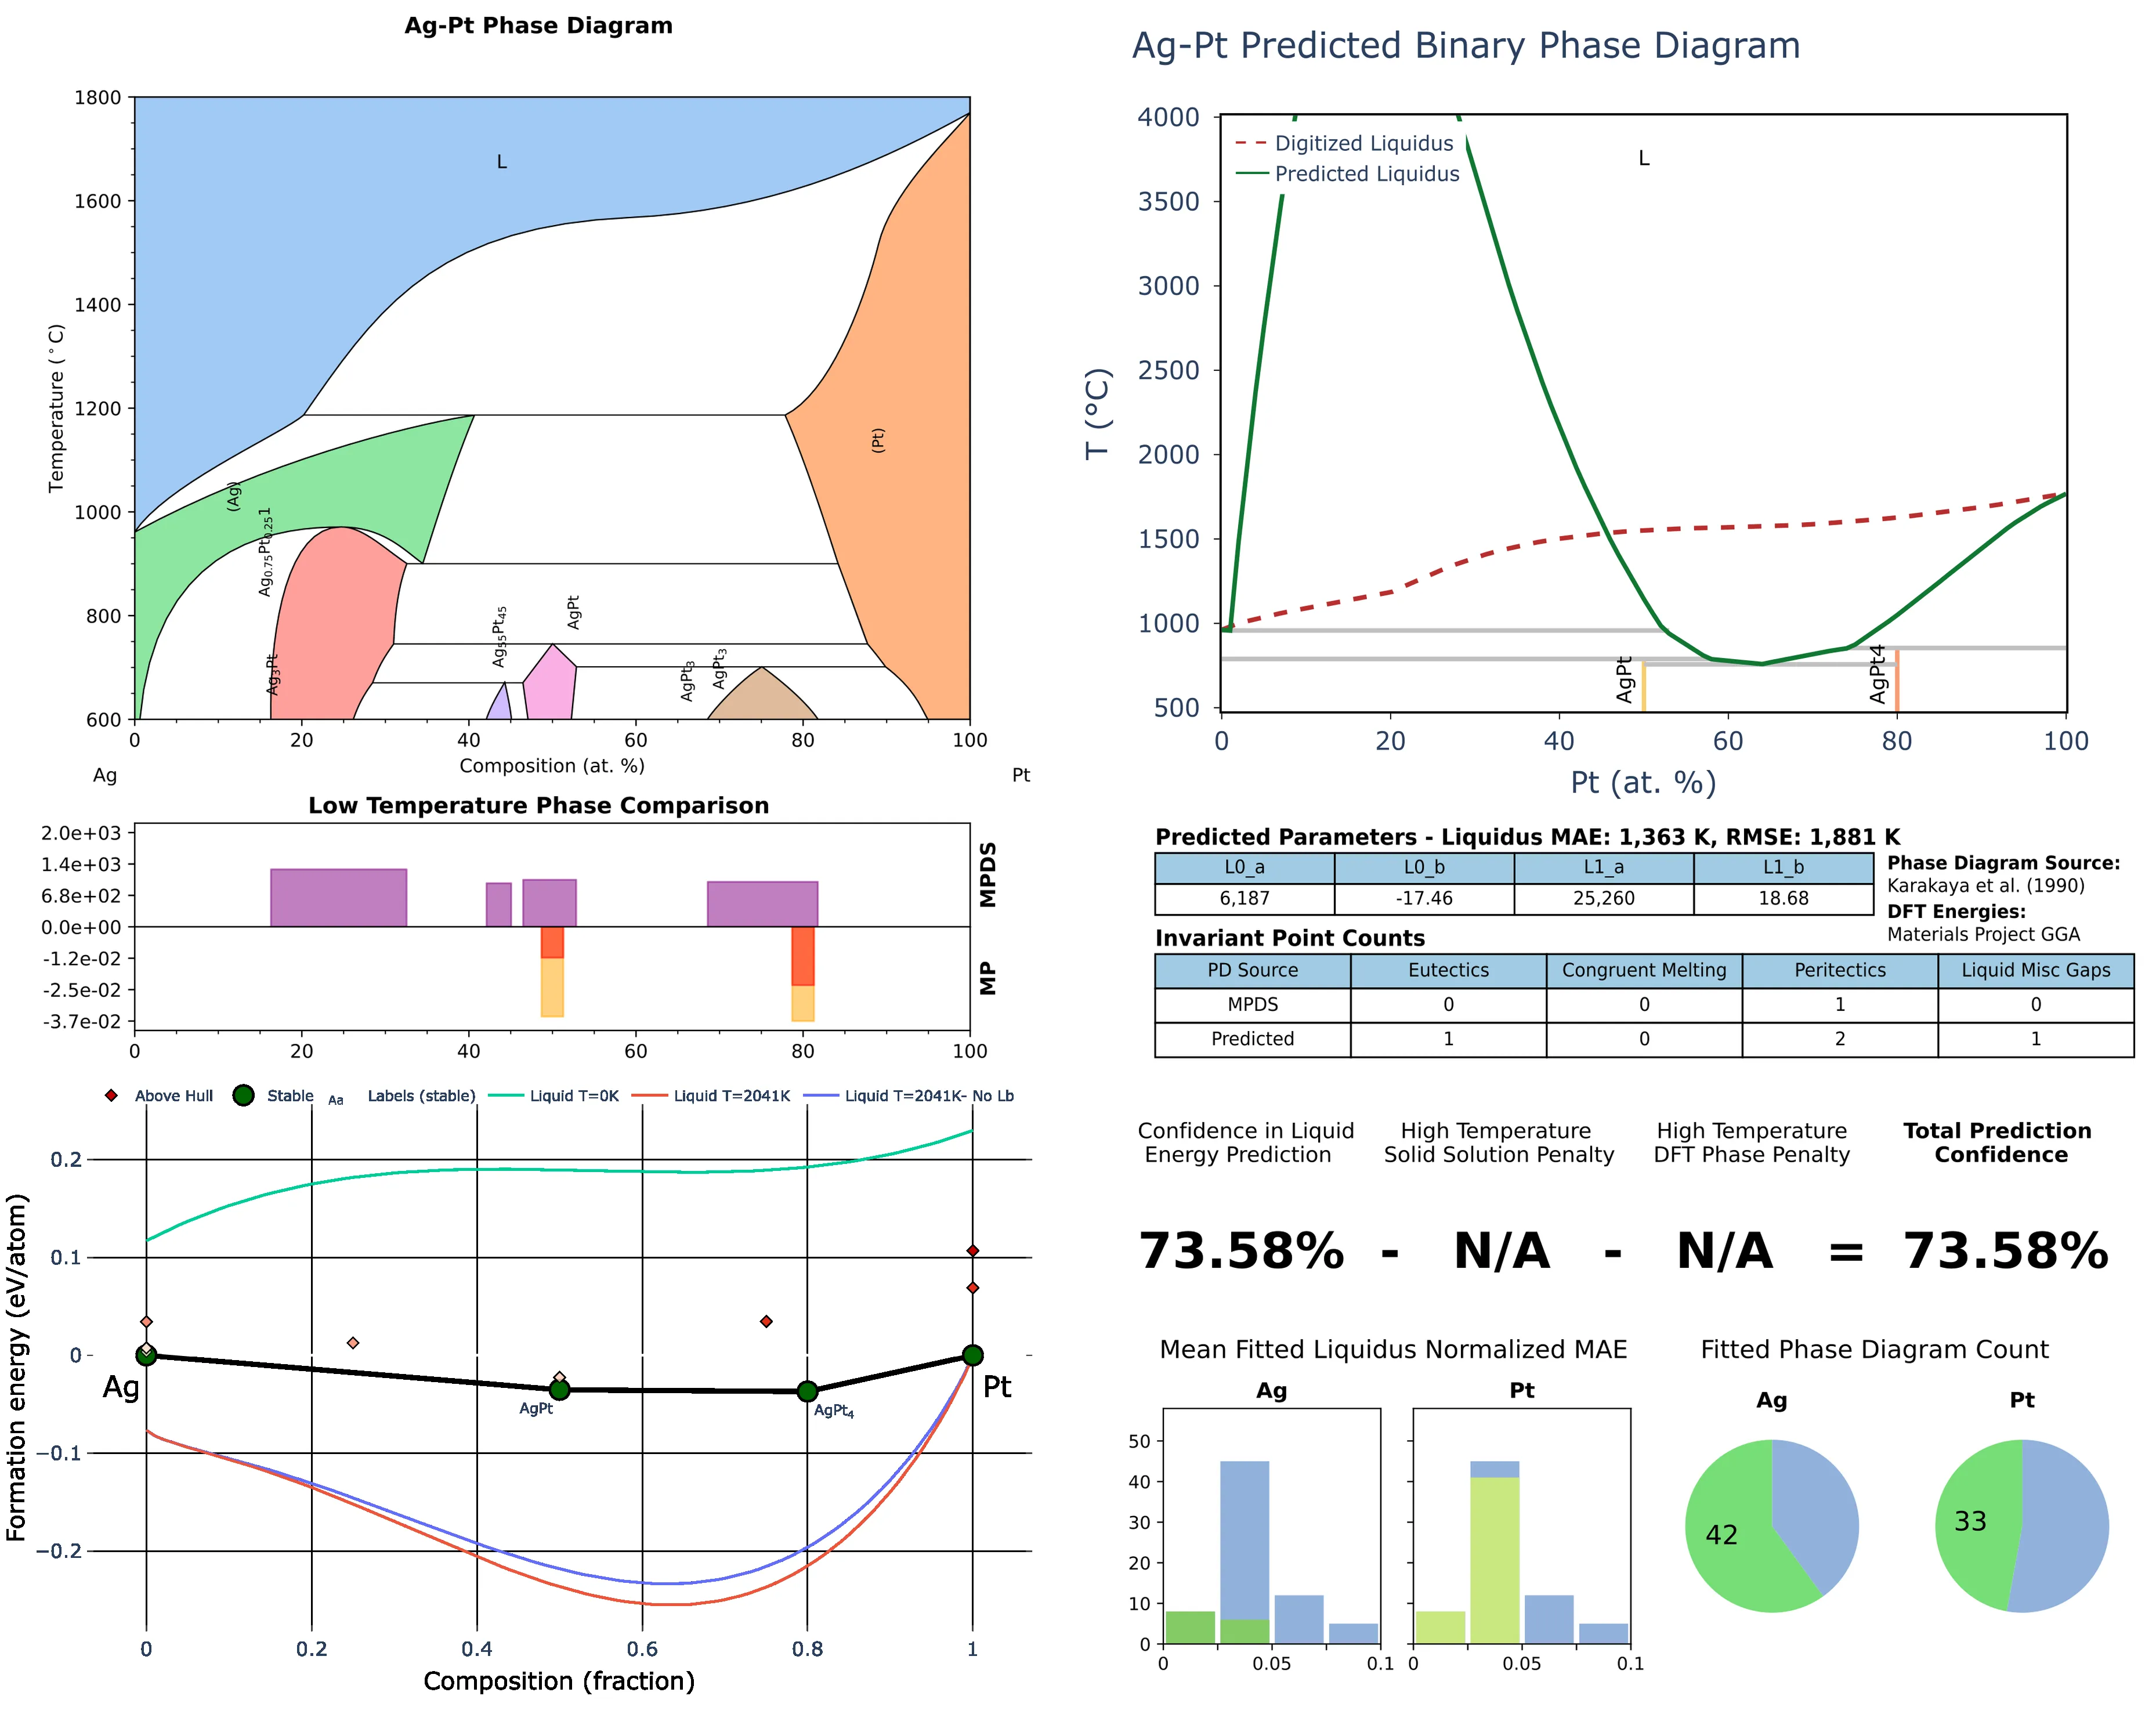 Ag-Pt Phase Diagram
1800
1600
1400
1200
1000
800
600
Temperature (°C)
L
(Ag)
(Pt)
Ag0.75Pt0.251
Ag3Pt
Ag55Pt45
AgPt
AgPt3
AgPt3
0 20 40 60 80 100
Composition (at. %)
Ag Pt
Low Temperature Phase Comparison
2.0e+03
1.4e+03
6.8e+02
0.0e+00
-1.2e-02
-2.5e-02
-3.7e-02
MPDS
MP
0 20 40 60 80 100
Above Hull Stable Aa Labels (stable) Liquid T=0K Liquid T=2041K Liquid T=2041K- No Lb
0.2
0.1
0
−0.1
−0.2
Formation energy (eV/atom)
Ag
Pt
AgPt
AgPt4
0 0.2 0.4 0.6 0.8 1
Composition (fraction)
Ag-Pt Predicted Binary Phase Diagram
4000
3500
3000
2500
2000
1500
1000
500
T (°C)
Digitized Liquidus
Predicted Liquidus
L
AgPt
AgPt4
0 20 40 60 80 100
Pt (at. %)
Predicted Parameters - Liquidus MAE: 1,363 K, RMSE: 1,881 K
L0_a L0_b L1_a L1_b
6,187 -17.46 25,260 18.68
Phase Diagram Source:
Karakaya et al. (1990)
DFT Energies:
Materials Project GGA
Invariant Point Counts
PD Source Eutectics Congruent Melting Peritectics Liquid Misc Gaps
MPDS 0 0 1 0
Predicted 1 0 2 1
Confidence in Liquid
Energy Prediction
High Temperature
Solid Solution Penalty
High Temperature
DFT Phase Penalty
Total Prediction
Confidence
73.58% - N/A - N/A = 73.58%
Mean Fitted Liquidus Normalized MAE
Ag Pt
50
40
30
20
10
0
0 0.05 0.1
0 0.05 0.1
Fitted Phase Diagram Count
Ag Pt
42
33